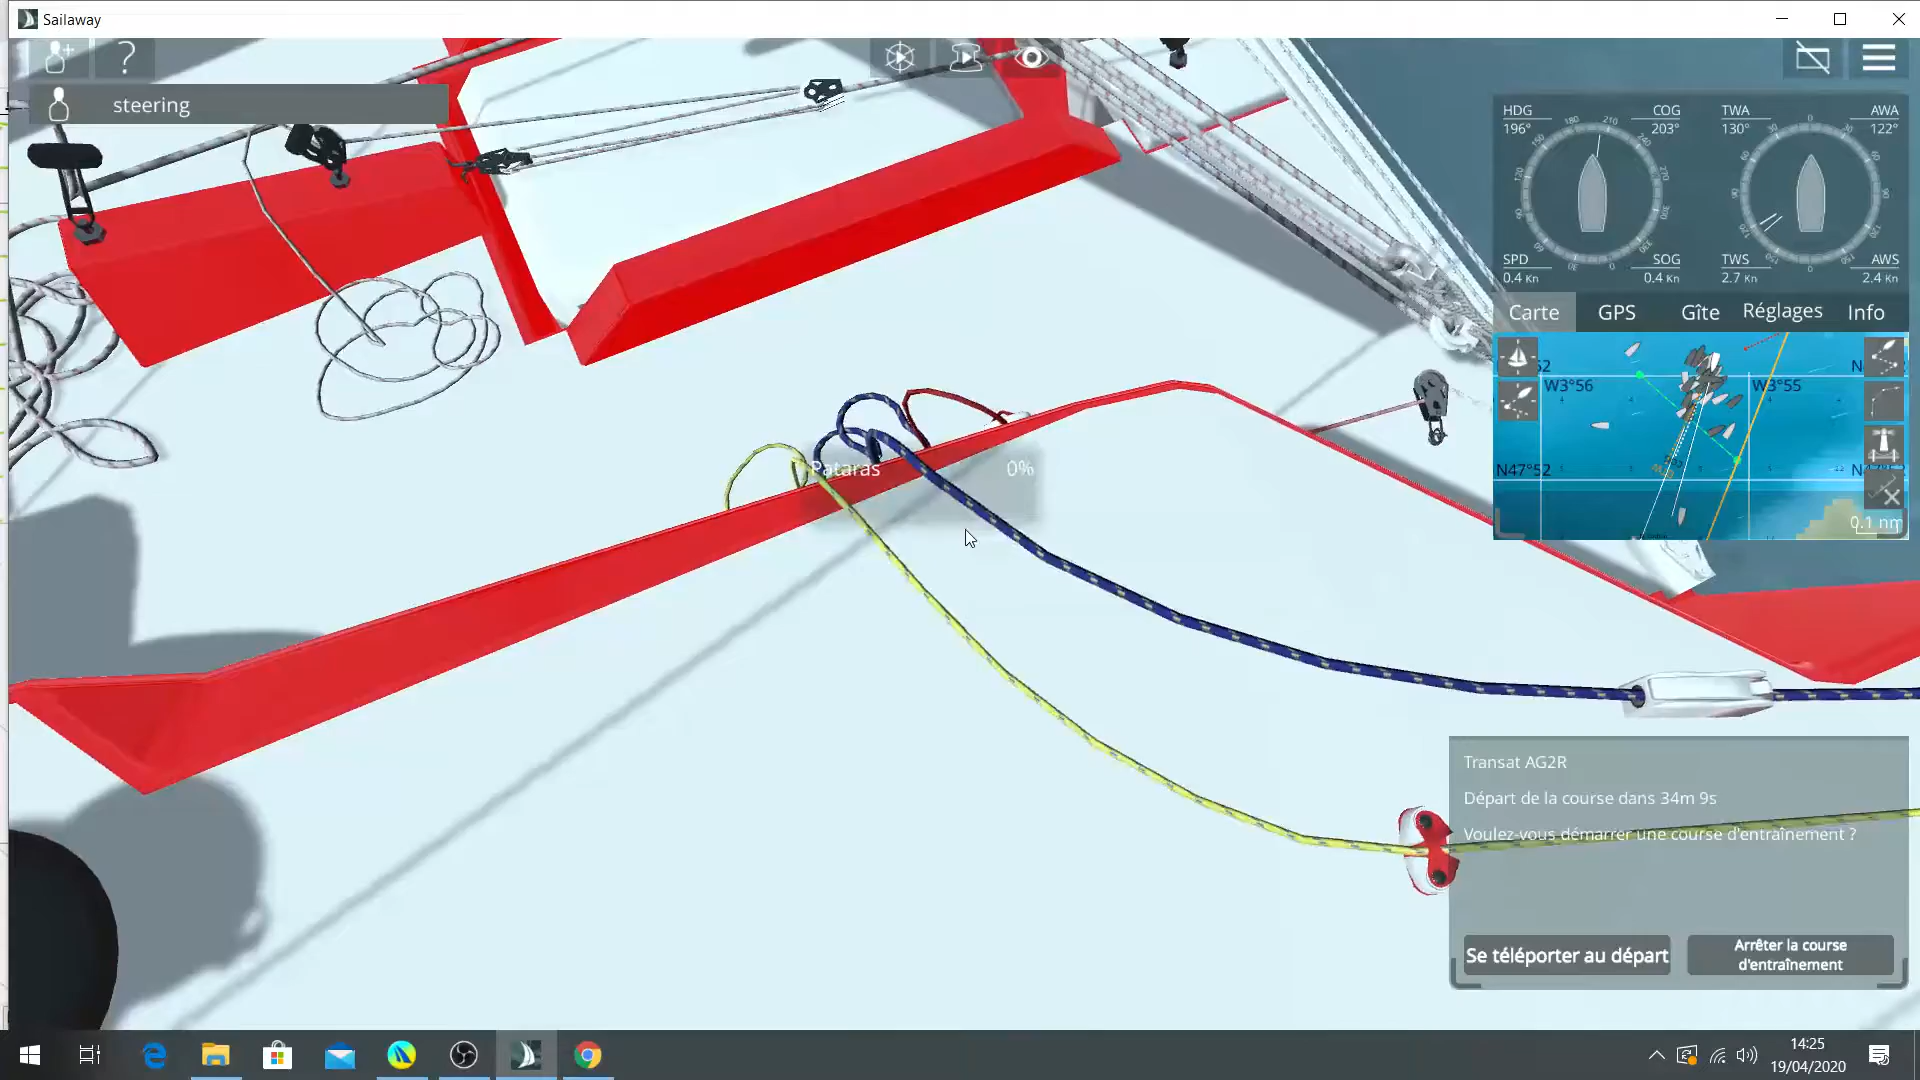 Sailaway
?
steering
HDG
196°
COG
203°
TWA
130°
AWA
122°
SPD
0.4 Kn
SOG
0.4 Kn
TWS
2.7 Kn
AWS
2.4 Kn
Carte
GPS
Gîte
Réglages
Info
W3°56
W3°55
N47°52
0.1 nm
Pataras
0%
Transat AG2R
Départ de la course dans 34m 9s
Voulez-vous démarrer une course d'entraînement ?
Se téléporter au départ
Arrêter la course
d'entraînement
14:25
19/04/2020